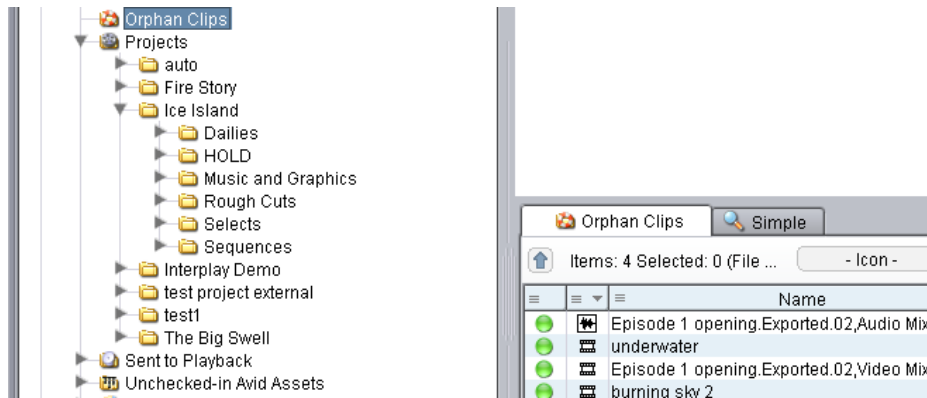 Orphan Clips
Projects
auto
Fire Story
Ice Island
Dailies
HOLD
Music and Graphics
Rough Cuts
Selects
Sequences
Interplay Demo
test project external
test1
The Big Swell
Sent to Playback
Unchecked-in Avid Assets
Orphan Clips Simple
Items: 4 Selected: 0 (File ... - Icon -
Name
Episode 1 opening.Exported.02,Audio Mix
underwater
Episode 1 opening.Exported.02,Video Mix
burning sky 2